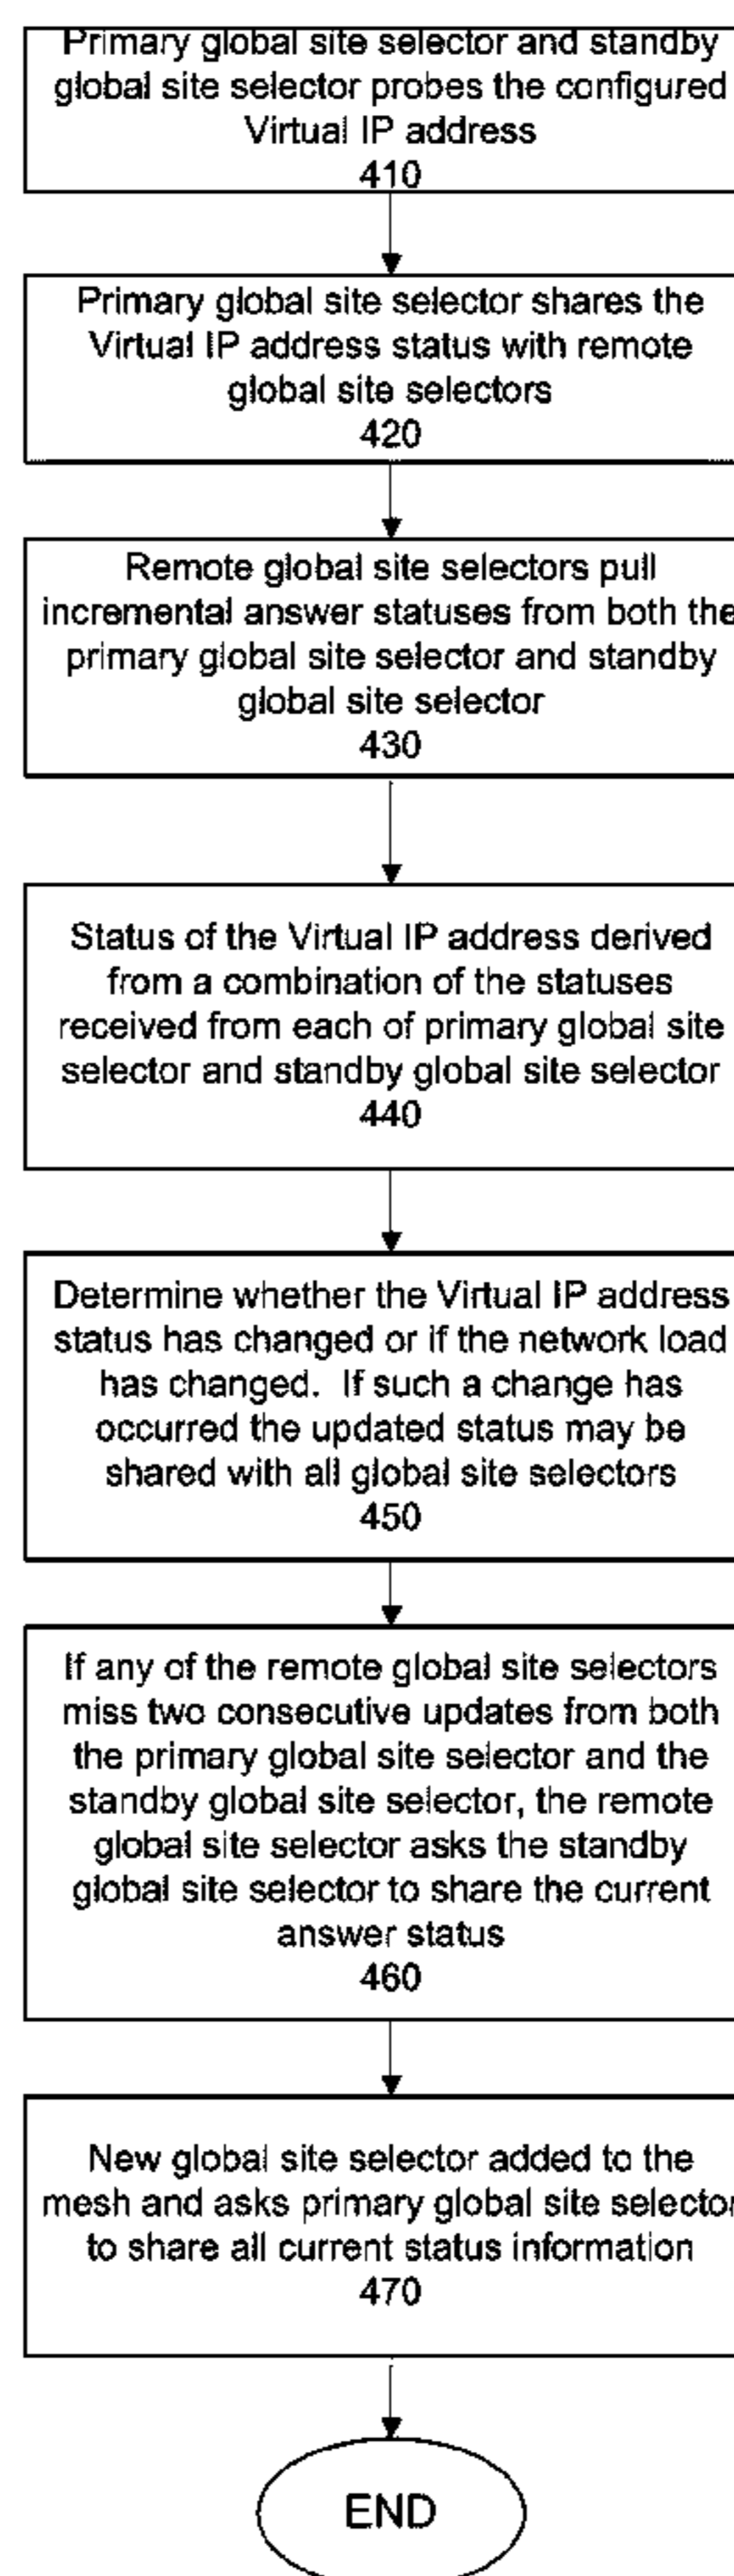 Primary global site selector and standby
global site selector probes the configured
Virtual IP address
410
Primary global site selector shares the
Virtual IP address status with remote
global site selectors
420
Remote global site selectors pull
incremental answer statuses from both the
primary global site selector and standby
global site selector
430
Status of the Virtual IP address derived
from a combination of the statuses
received from each of primary global site
selector and standby global site selector
440
Determine whether the Virtual IP address
status has changed or if the network load
has changed. If such a change has
occurred the updated status may be
shared with all global site selectors
450
If any of the remote global site selectors
miss two consecutive updates from both
the primary global site selector and the
standby global site selector, the remote
global site selector asks the standby
global site selector to share the current
answer status
460
New global site selector added to the
mesh and asks primary global site selector
to share all current status information
470
END